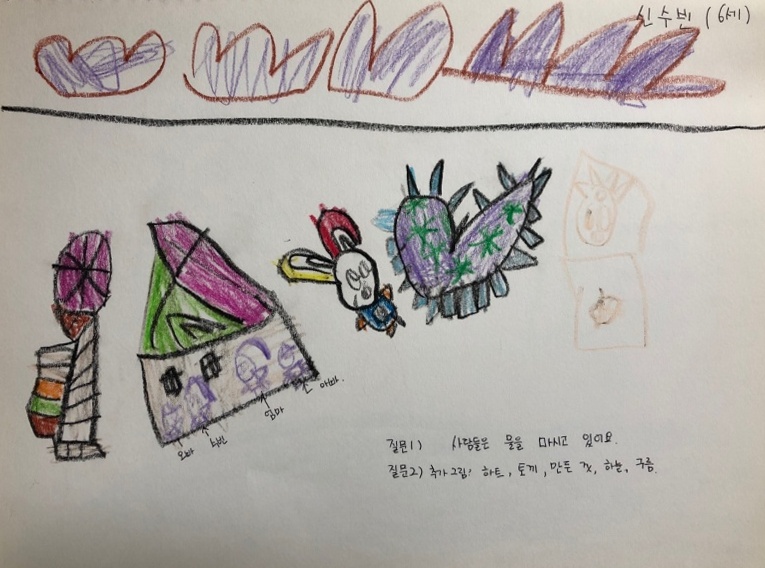 신수빈 (6세)
아빠.
엄마
수빈
오빠
질문1) 사람들은 물을 마시고 있어요.
질문2) 추가그림: 하트, 토끼, 만든 것, 하늘, 구름.